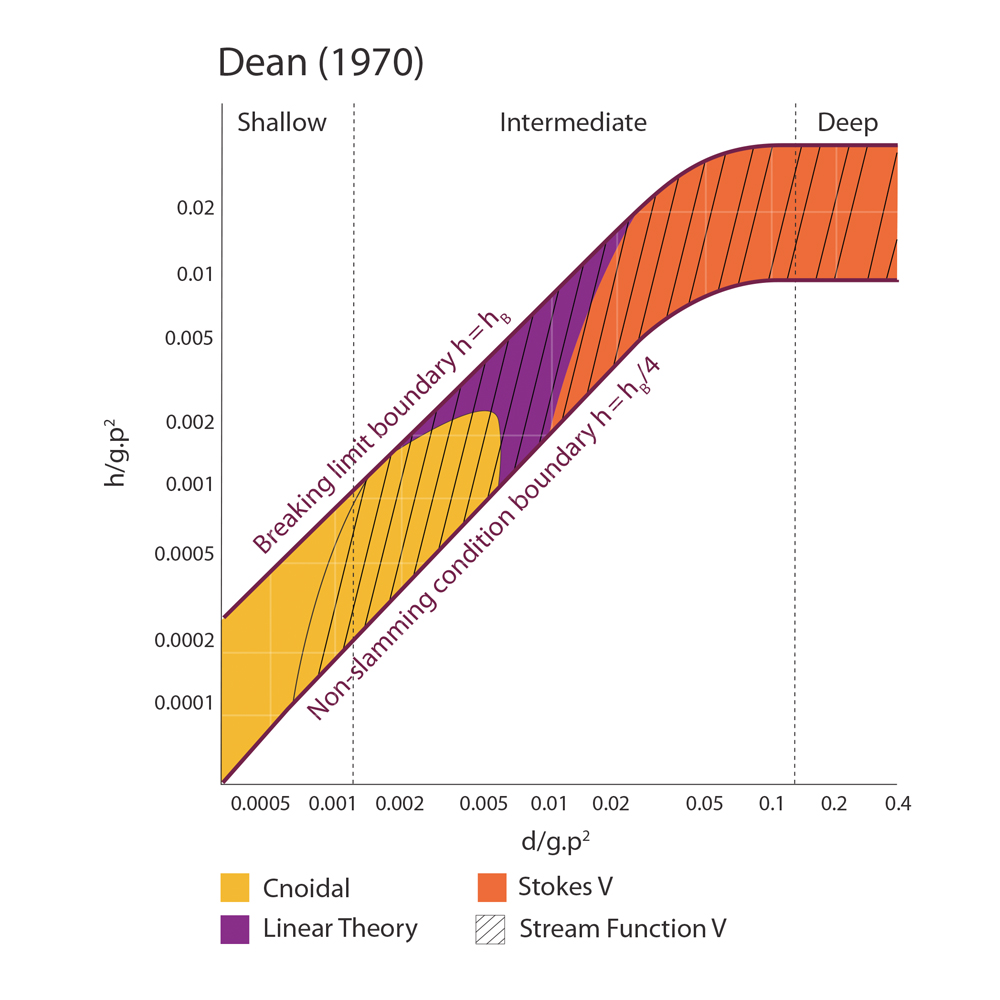 Dean (1970)
Shallow
Intermediate
Deep
0.02
0.01
0.005
0.002
0.001
0.0005
0.0002
0.0001
h/g.p²
Breaking limit boundary h = hB
Non-slamming condition boundary h = hB/4
0.0005 0.001 0.002 0.005 0.01 0.02 0.05 0.1 0.2 0.4
d/g.p²
Cnoidal
Stokes V
Linear Theory
Stream Function V